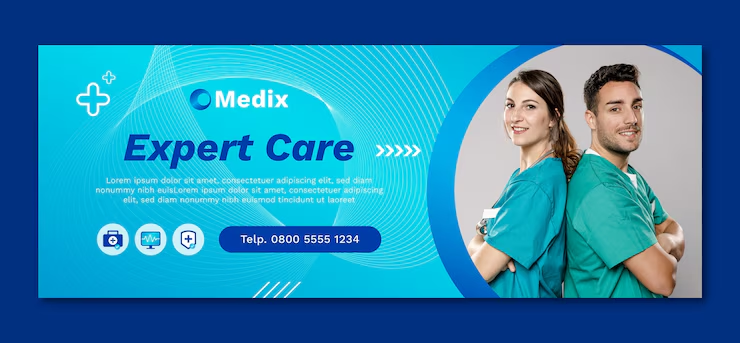 Medix
Expert Care
Lorem ipsum dolor sit amet, consectetuer adipiscing elit, sed diam
nonummy nibh euisLorem ipsum dolor sit amet, consectetuer adipiscing
elit, sed diam nonummy nibh euismod tincidunt ut laoreet
Telp. 0800 5555 1234